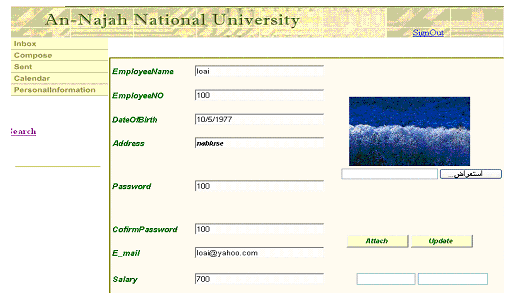 An-Najah National University
SignOut
Inbox
Compose
Sent
Calendar
PersonalInformation
Search
EmployeeName loai
EmployeeNO 100
DateOfBirth 10/5/1977
Address nabluse
استعراض...
Password 100
CofirmPassword 100
Attach Update
E_mail loai@yahoo.com
Salary 700